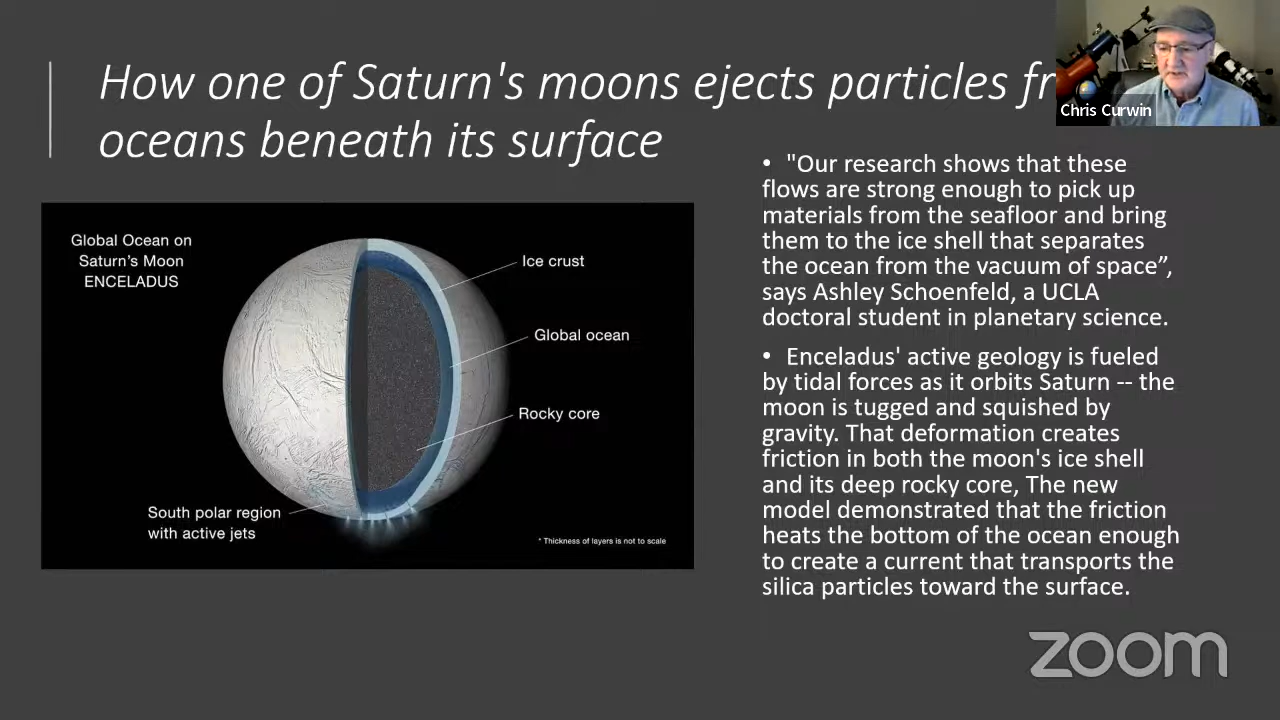 How one of Saturn's moons ejects particles fr
oceans beneath its surface
Chris Curwin
Global Ocean on
Saturn's Moon
ENCELADUS
Ice crust
Global ocean
Rocky core
South polar region
with active jets
* Thickness of layers is not to scale
• "Our research shows that these
flows are strong enough to pick up
materials from the seafloor and bring
them to the ice shell that separates
the ocean from the vacuum of space”,
says Ashley Schoenfeld, a UCLA
doctoral student in planetary science.
• Enceladus' active geology is fueled
by tidal forces as it orbits Saturn -- the
moon is tugged and squished by
gravity. That deformation creates
friction in both the moon's ice shell
and its deep rocky core, The new
model demonstrated that the friction
heats the bottom of the ocean enough
to create a current that transports the
silica particles toward the surface.
zoom